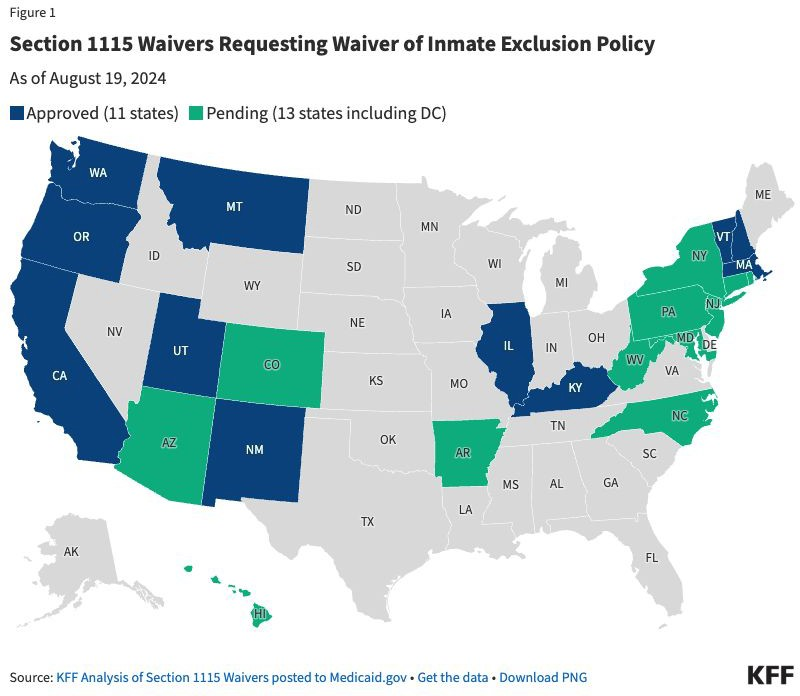 Figure 1
Section 1115 Waivers Requesting Waiver of Inmate Exclusion Policy
As of August 19, 2024
Approved (11 states) Pending (13 states including DC)
WA
MT
ND
MN
ME
OR
ID
WY
SD
WI
MI
NY
VT
MA
NV
UT
CO
NE
IA
IL
IN
OH
PA
NJ
MD
DE
WV
VA
CA
KS
MO
KY
AZ
NM
OK
AR
TN
NC
SC
TX
LA
MS
AL
GA
FL
AK
HI
Source: KFF Analysis of Section 1115 Waivers posted to Medicaid.gov • Get the data • Download PNG
KFF